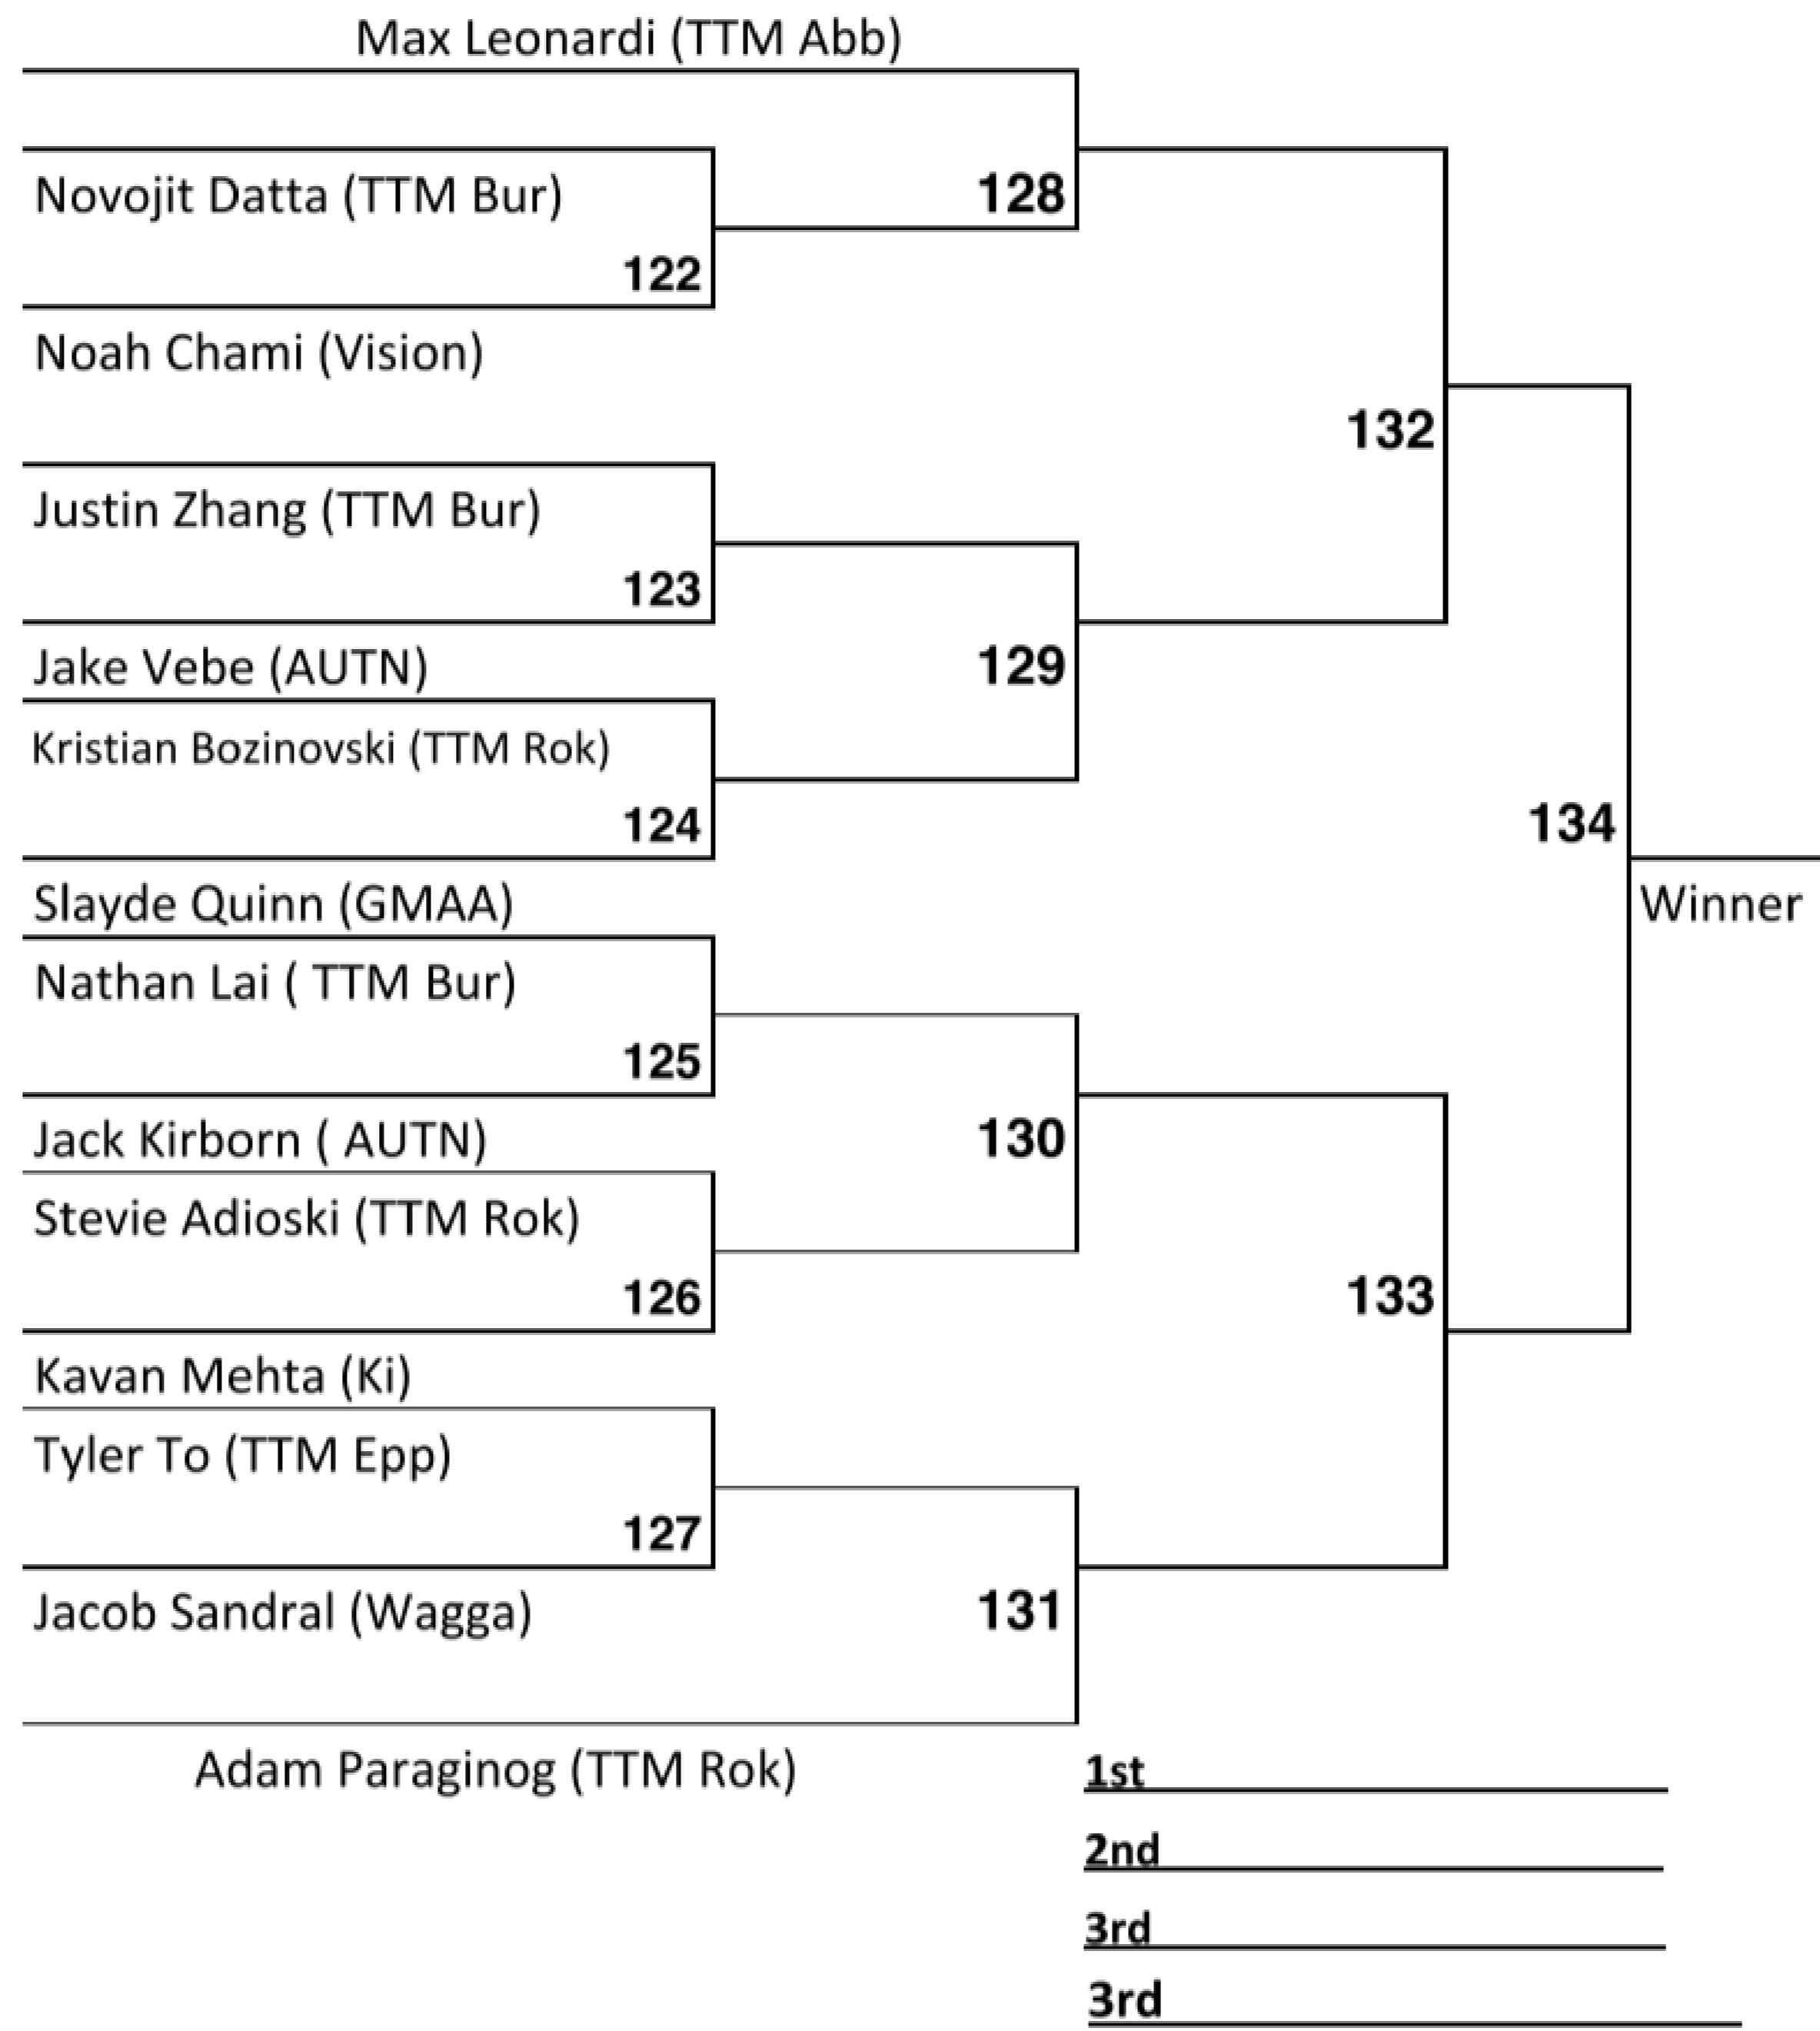 Max Leonardi (TTM Abb)
Novojit Datta (TTM Bur)
128
122
Noah Chami (Vision)
132
Justin Zhang (TTM Bur)
123
Jake Vebe (AUTN)
129
Kristian Bozinovski (TTM Rok)
124
134
Slayde Quinn (GMAA)
Winner
Nathan Lai ( TTM Bur)
125
Jack Kirborn ( AUTN)
130
Stevie Adioski (TTM Rok)
126
133
Kavan Mehta (Ki)
Tyler To (TTM Epp)
127
Jacob Sandral (Wagga)
131
Adam Paraginog (TTM Rok)
1st
2nd
3rd
3rd